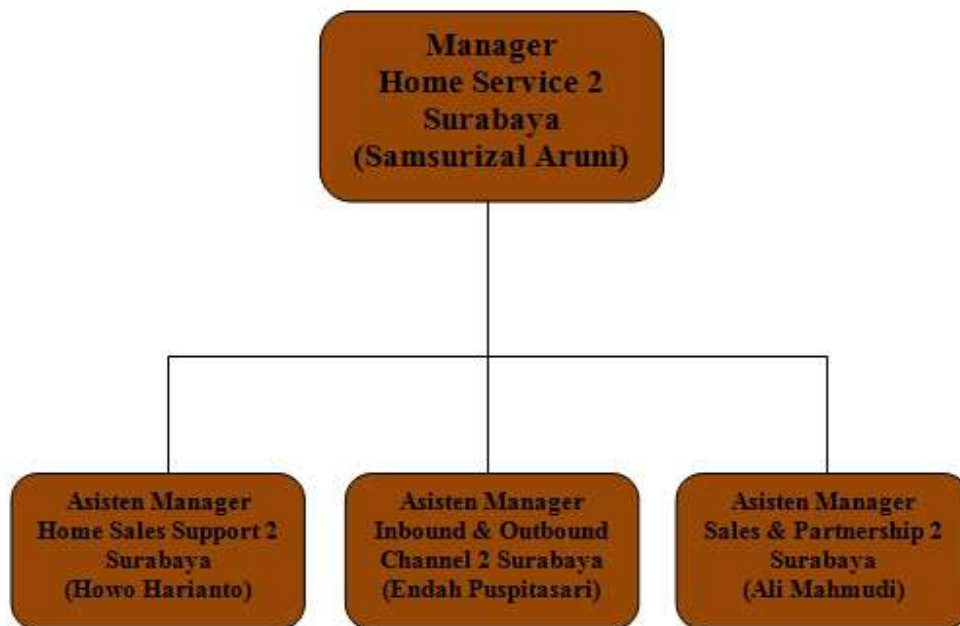 Manager
Home Service 2
Surabaya
(Samsurizal Aruni)
Asisten Manager
Home Sales Support 2
Surabaya
(Howo Harianto)
Asisten Manager
Inbound & Outbound
Channel 2 Surabaya
(Endah Puspitasari)
Asisten Manager
Sales & Partnership 2
Surabaya
(Ali Mahmudi)